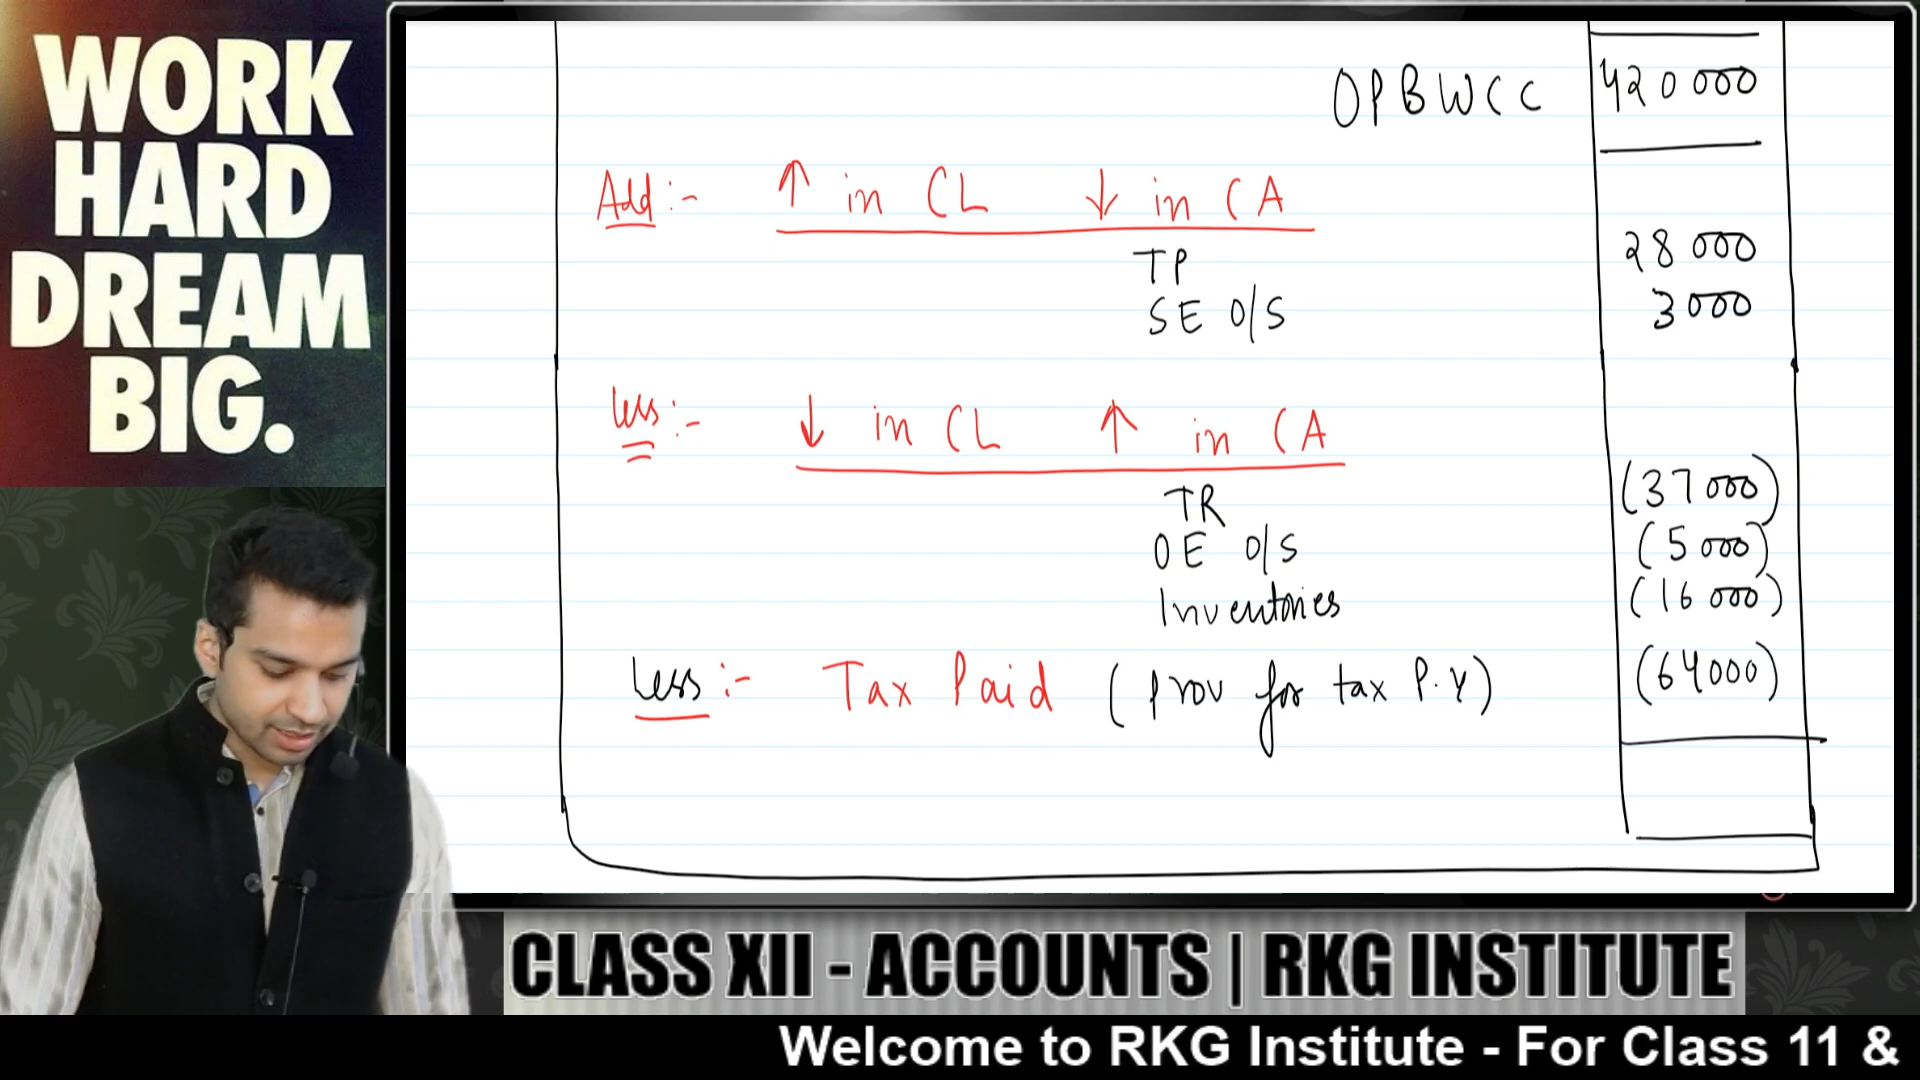 WORK
HARD
DREAM
BIG.
OPBWCC 420000
Add :- ↑ in CL ↓ in CA
TP 28000
SE O/S 3000
Less :- ↓ in CL ↑ in CA
TR (37000)
OE O/S (5000)
Inventories (16000)
Less :- Tax Paid (Prov for tax P.Y) (64000)
CLASS XII - ACCOUNTS | RKG INSTITUTE
Welcome to RKG Institute - For Class 11 &